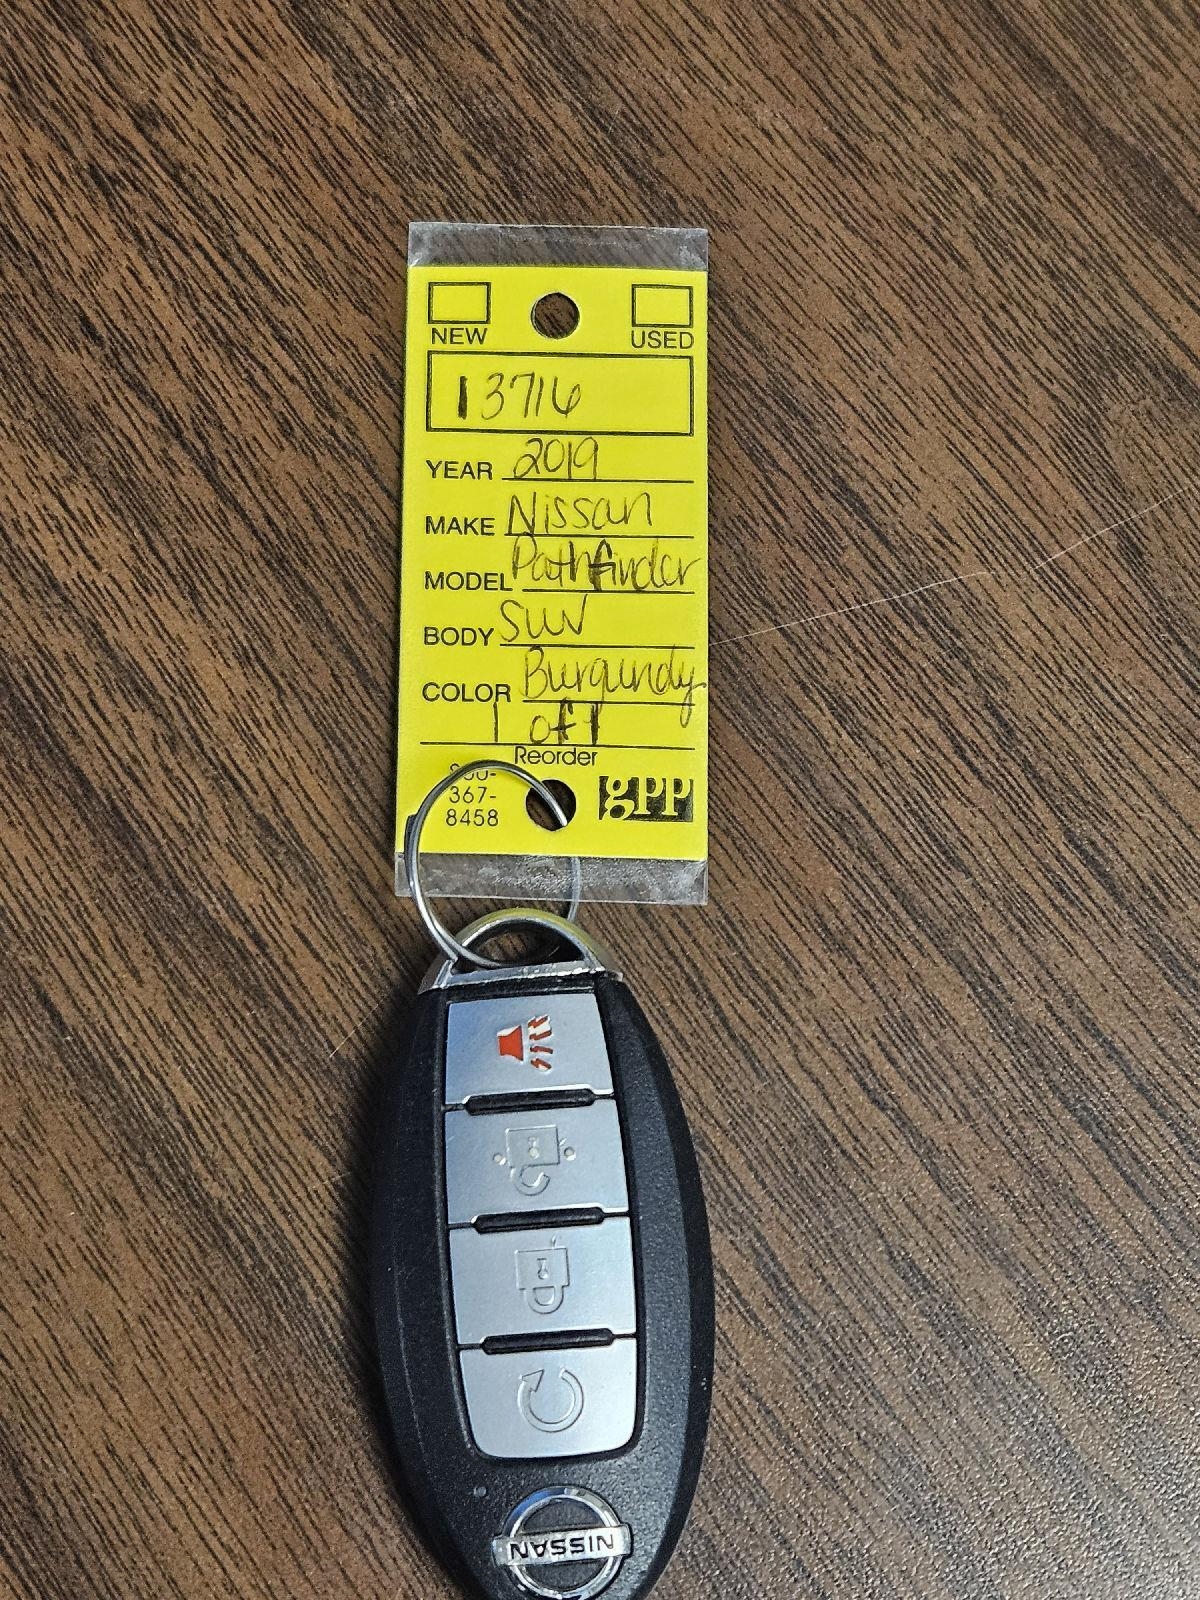 NEW USED
13716
YEAR 2019
MAKE Nissan
MODEL Pathfinder
BODY SUV
COLOR Burgundy
1 of 1
Reorder
800-
367-
8458
gpp
NISSAN